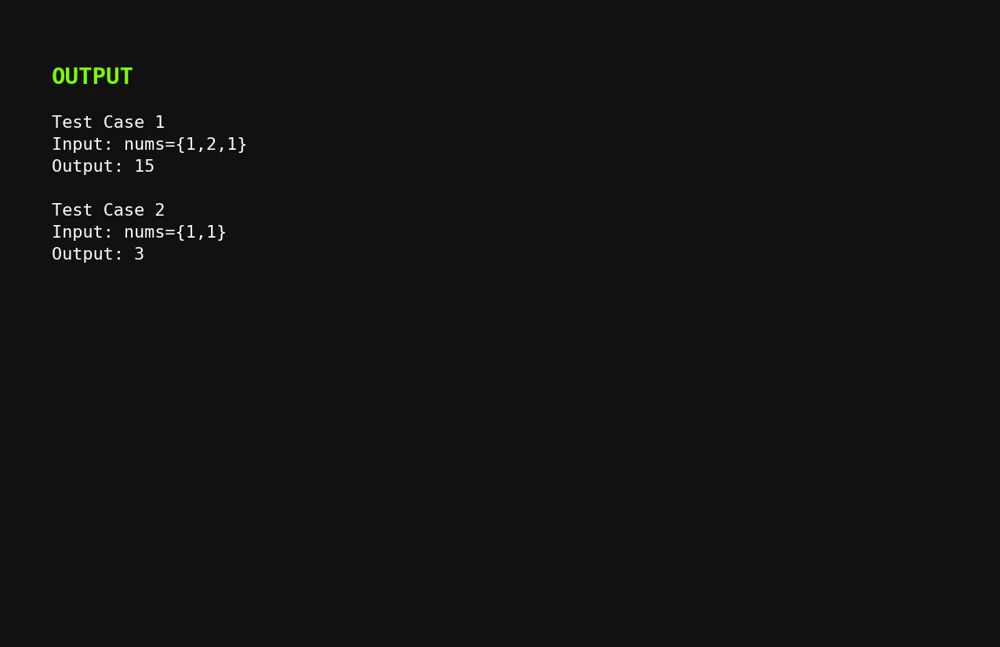 OUTPUT
Test Case 1
Input: nums={1,2,1}
Output: 15
Test Case 2
Input: nums={1,1}
Output: 3